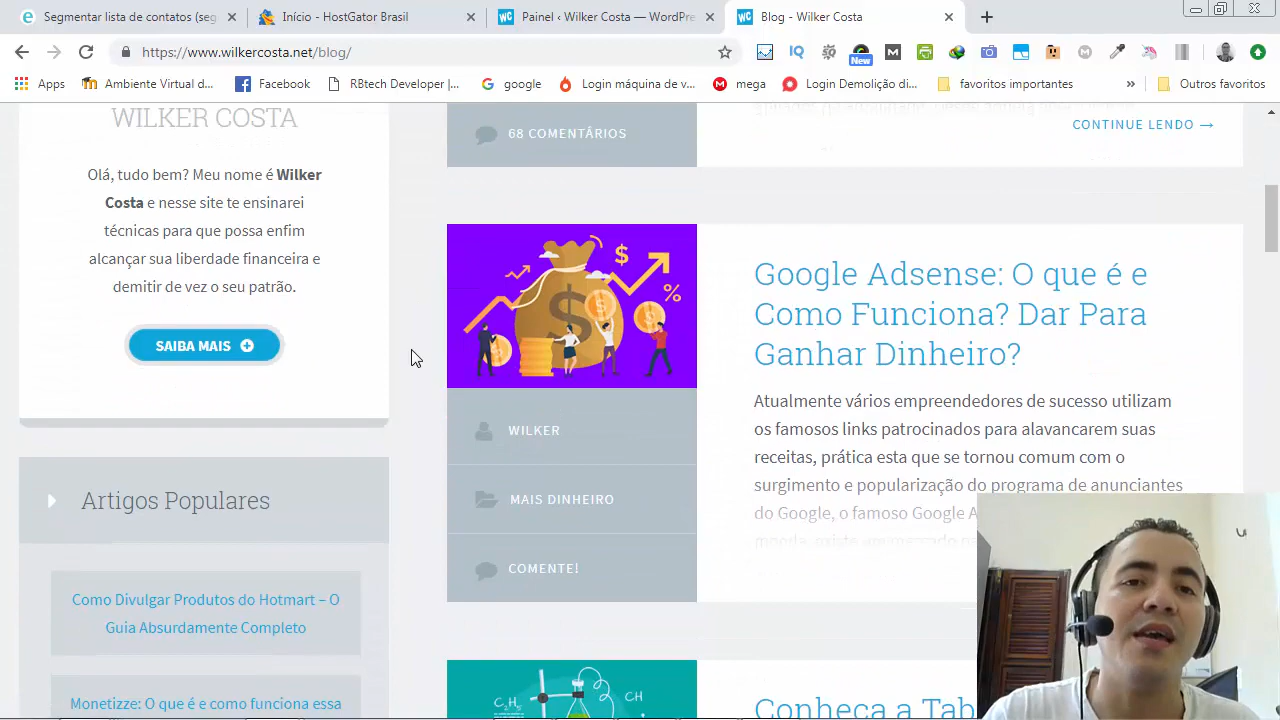 Segmentar lista de contatos (seg
Início - HostGator Brasil
Painel ‹ Wilker Costa — WordPre
Blog - Wilker Costa
https://www.wilkercosta.net/blog/
New
Apps
Ambiente Virtual d...
Facebook
RBtech Developer |...
google
Login máquina de v...
mega
Login Demolição di...
favoritos importantes
»
Outros favoritos
WILKER COSTA
Olá, tudo bem? Meu nome é Wilker
Costa e nesse site te ensinarei
técnicas para que possa enfim
alcançar sua liberdade financeira e
demitir de vez o seu patrão.
SAIBA MAIS
Artigos Populares
Como Divulgar Produtos do Hotmart – O
Guia Absurdamente Completo
Monetizze: O que é e como funciona essa
68 COMENTÁRIOS
CONTINUE LENDO →
Google Adsense: O que é e
Como Funciona? Dar Para
Ganhar Dinheiro?
Atualmente vários empreendedores de sucesso utilizam
os famosos links patrocinados para alavancarem suas
receitas, prática esta que se tornou comum com o
surgimento e popularização do programa de anunciantes
do Google, o famoso Google A
WILKER
MAIS DINHEIRO
COMENTE!
Conheça a Tab